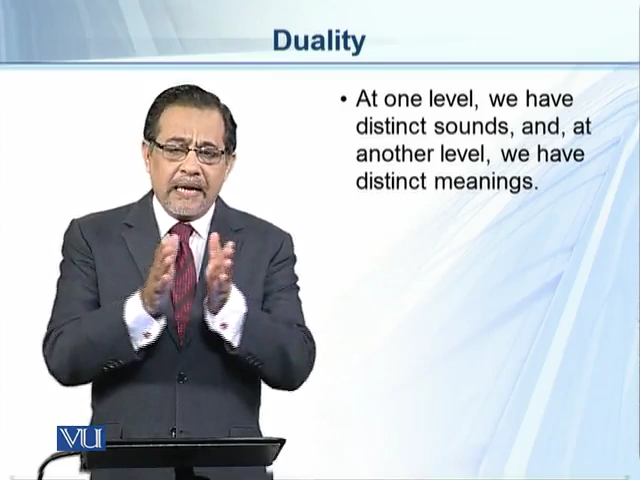 Duality
• At one level, we have
distinct sounds, and, at
another level, we have
distinct meanings.
VU